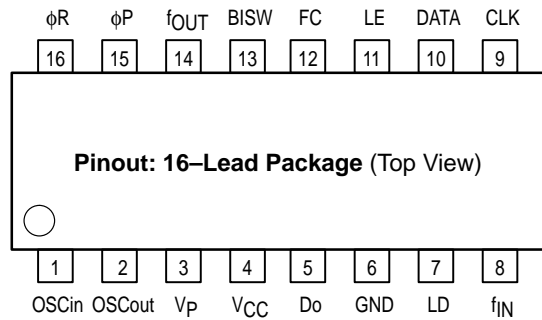 ϕR ϕP fOUT BISW FC LE DATA CLK
16 15 14 13 12 11 10 9
Pinout: 16–Lead Package (Top View)
1 2 3 4 5 6 7 8
OSCin OSCout VP VCC Do GND LD fIN